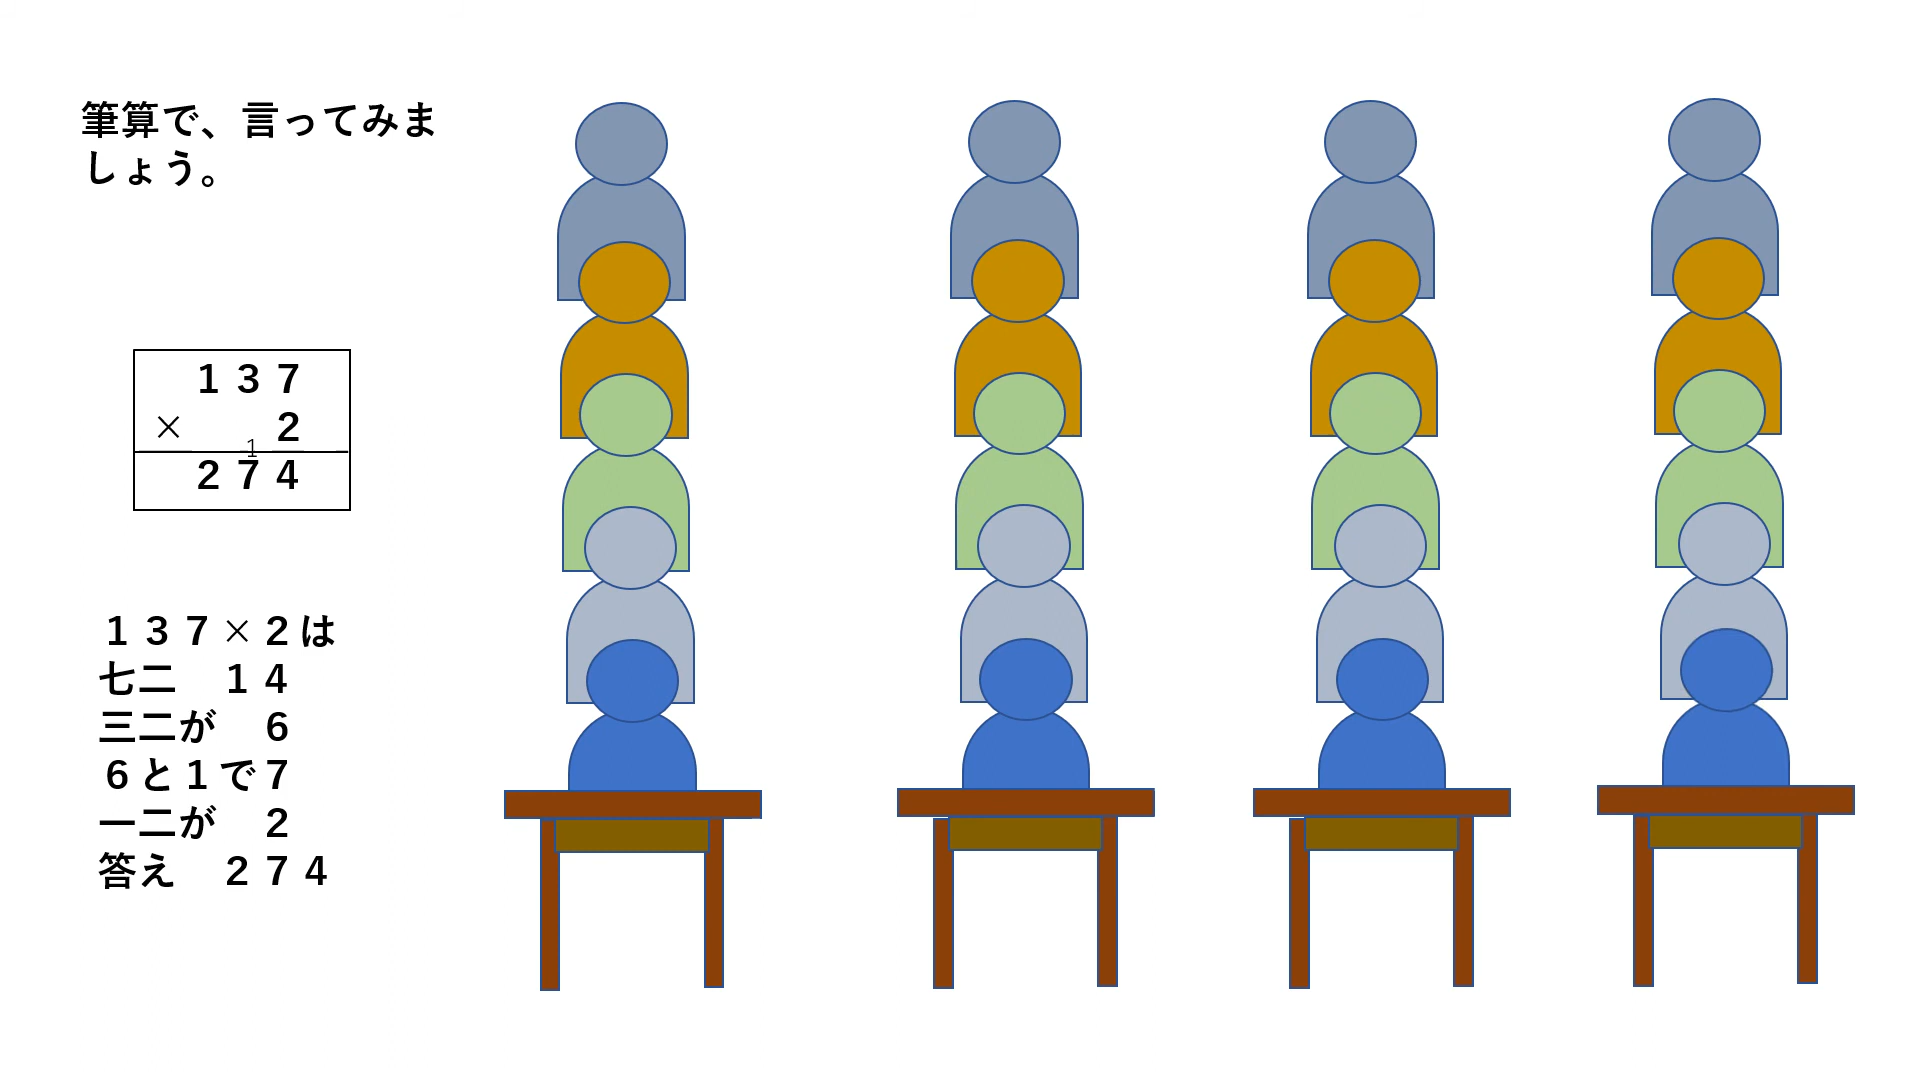 筆算で、言ってみま
しょう。
１３７
×　　２
１
２７４
１３７×２は
七二　１４
三二が　６
６と１で７
一二が　２
答え　２７４